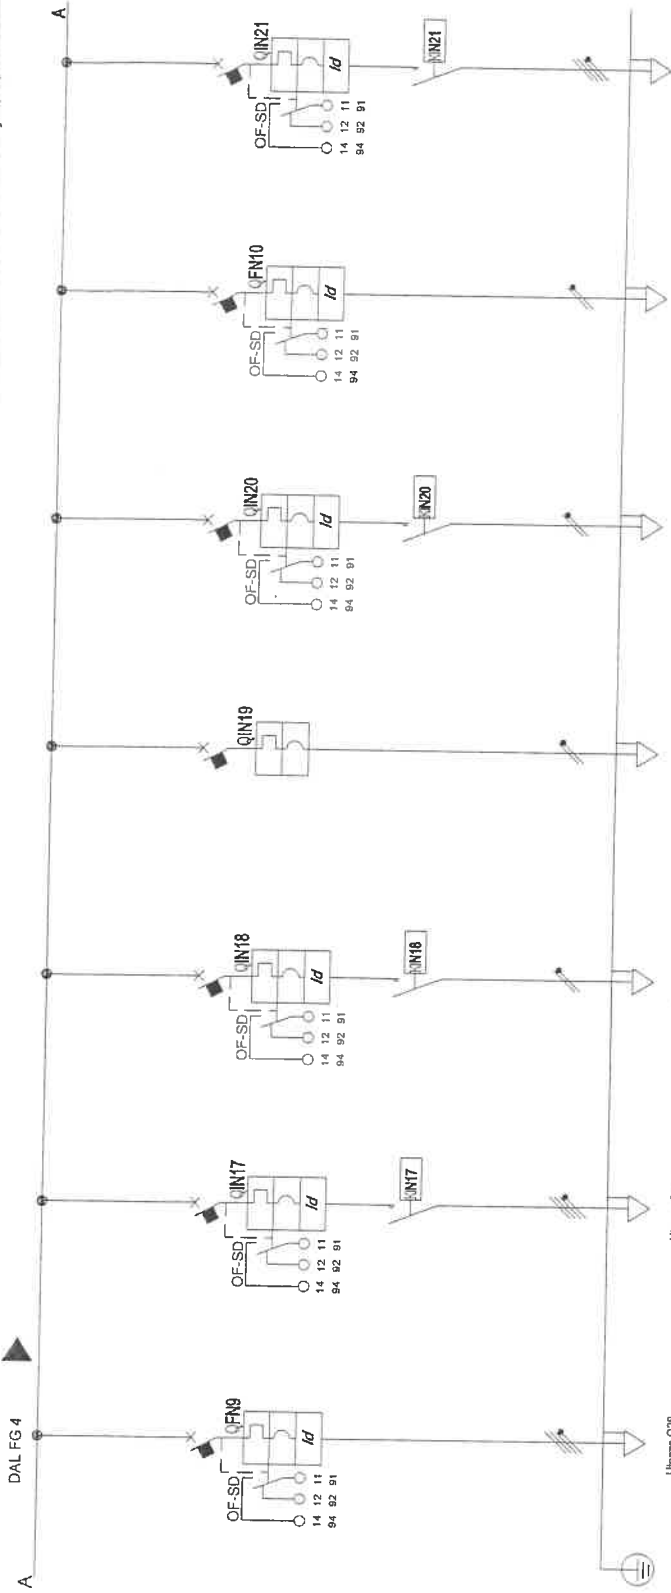 A
DAL FG 4
A
QFN9
Id
OF-SD
14 12 11
94 92 91
QIN17
Id
OF-SD
14 12 11
94 92 91
KIN17
QIN18
Id
OF-SD
14 12 11
94 92 91
KIN18
QIN19
QIN20
Id
OF-SD
14 12 11
94 92 91
KIN20
QFN10
Id
OF-SD
14 12 11
94 92 91
QIN21
Id
OF-SD
14 12 11
94 92 91
KIN21